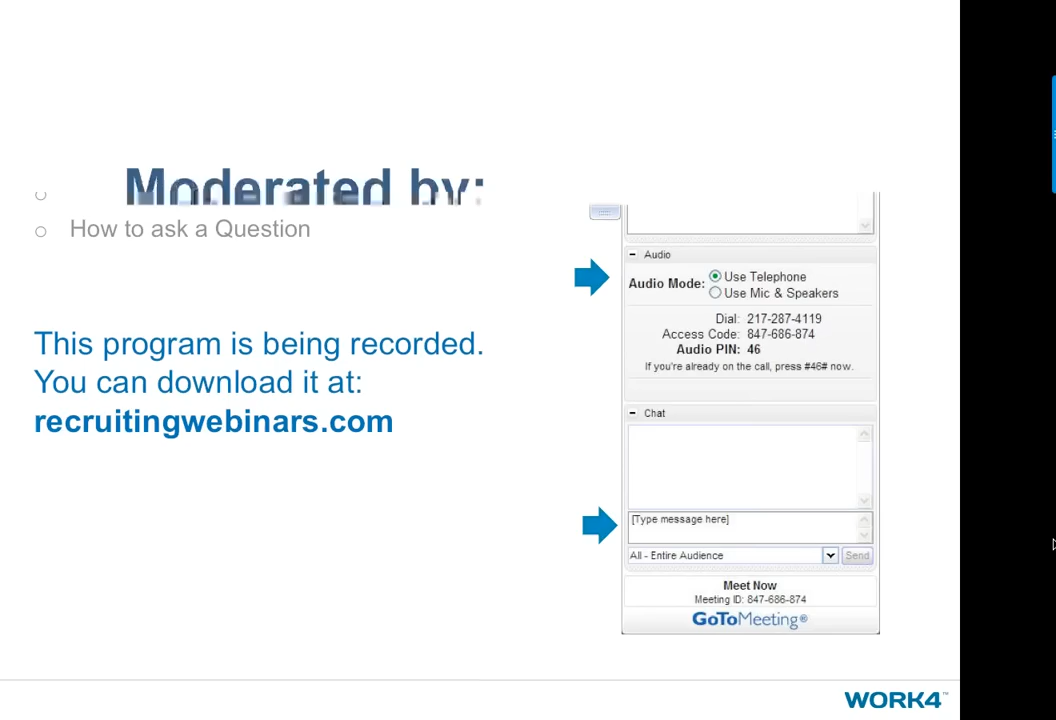 Moderated by:
How to ask a Question
This program is being recorded.
You can download it at:
recruitingwebinars.com
Audio
Audio Mode: Use Telephone
Use Mic & Speakers
Dial: 217-287-4119
Access Code: 847-686-874
Audio PIN: 46
If you're already on the call, press #46# now.
Chat
[Type message here]
All - Entire Audience
Send
Meet Now
Meeting ID: 847-686-874
GoToMeeting®
WORK4™